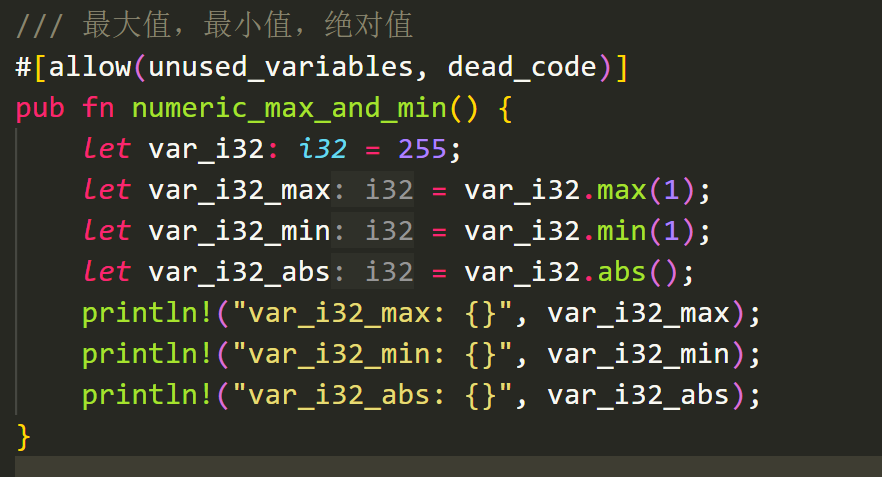 /// 最大值，最小值，绝对值
#[allow(unused_variables, dead_code)]
pub fn numeric_max_and_min() {
    let var_i32: i32 = 255;
    let var_i32_max: i32 = var_i32.max(1);
    let var_i32_min: i32 = var_i32.min(1);
    let var_i32_abs: i32 = var_i32.abs();
    println!("var_i32_max: {}", var_i32_max);
    println!("var_i32_min: {}", var_i32_min);
    println!("var_i32_abs: {}", var_i32_abs);
}